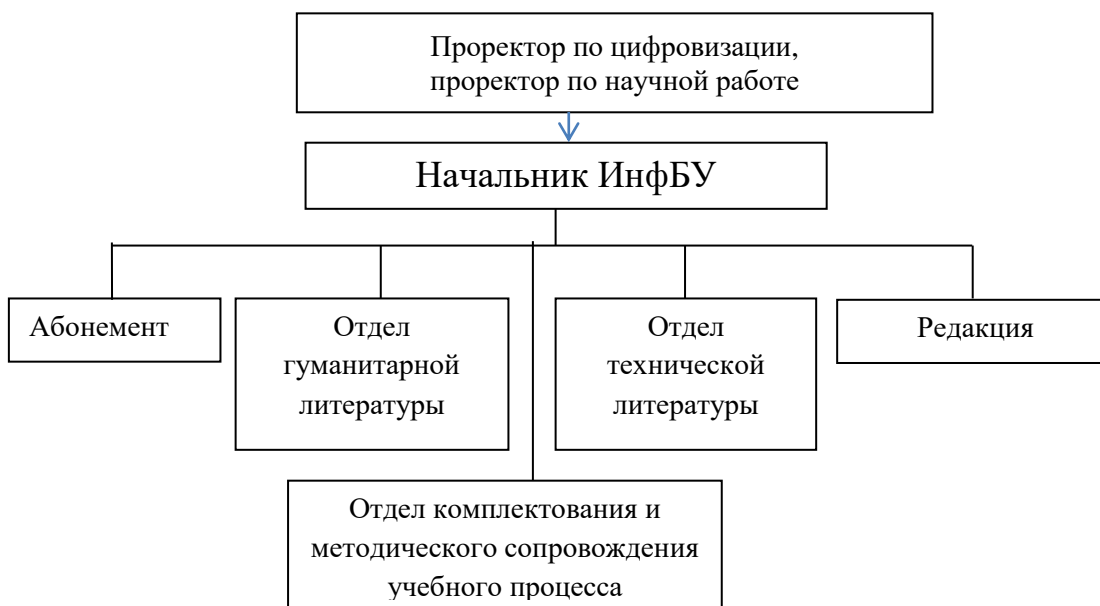 Проректор по цифровизации,
проректор по научной работе
Начальник ИнфБУ
Абонемент
Отдел
гуманитарной
литературы
Отдел
технической
литературы
Редакция
Отдел комплектования и
методического сопровождения
учебного процесса